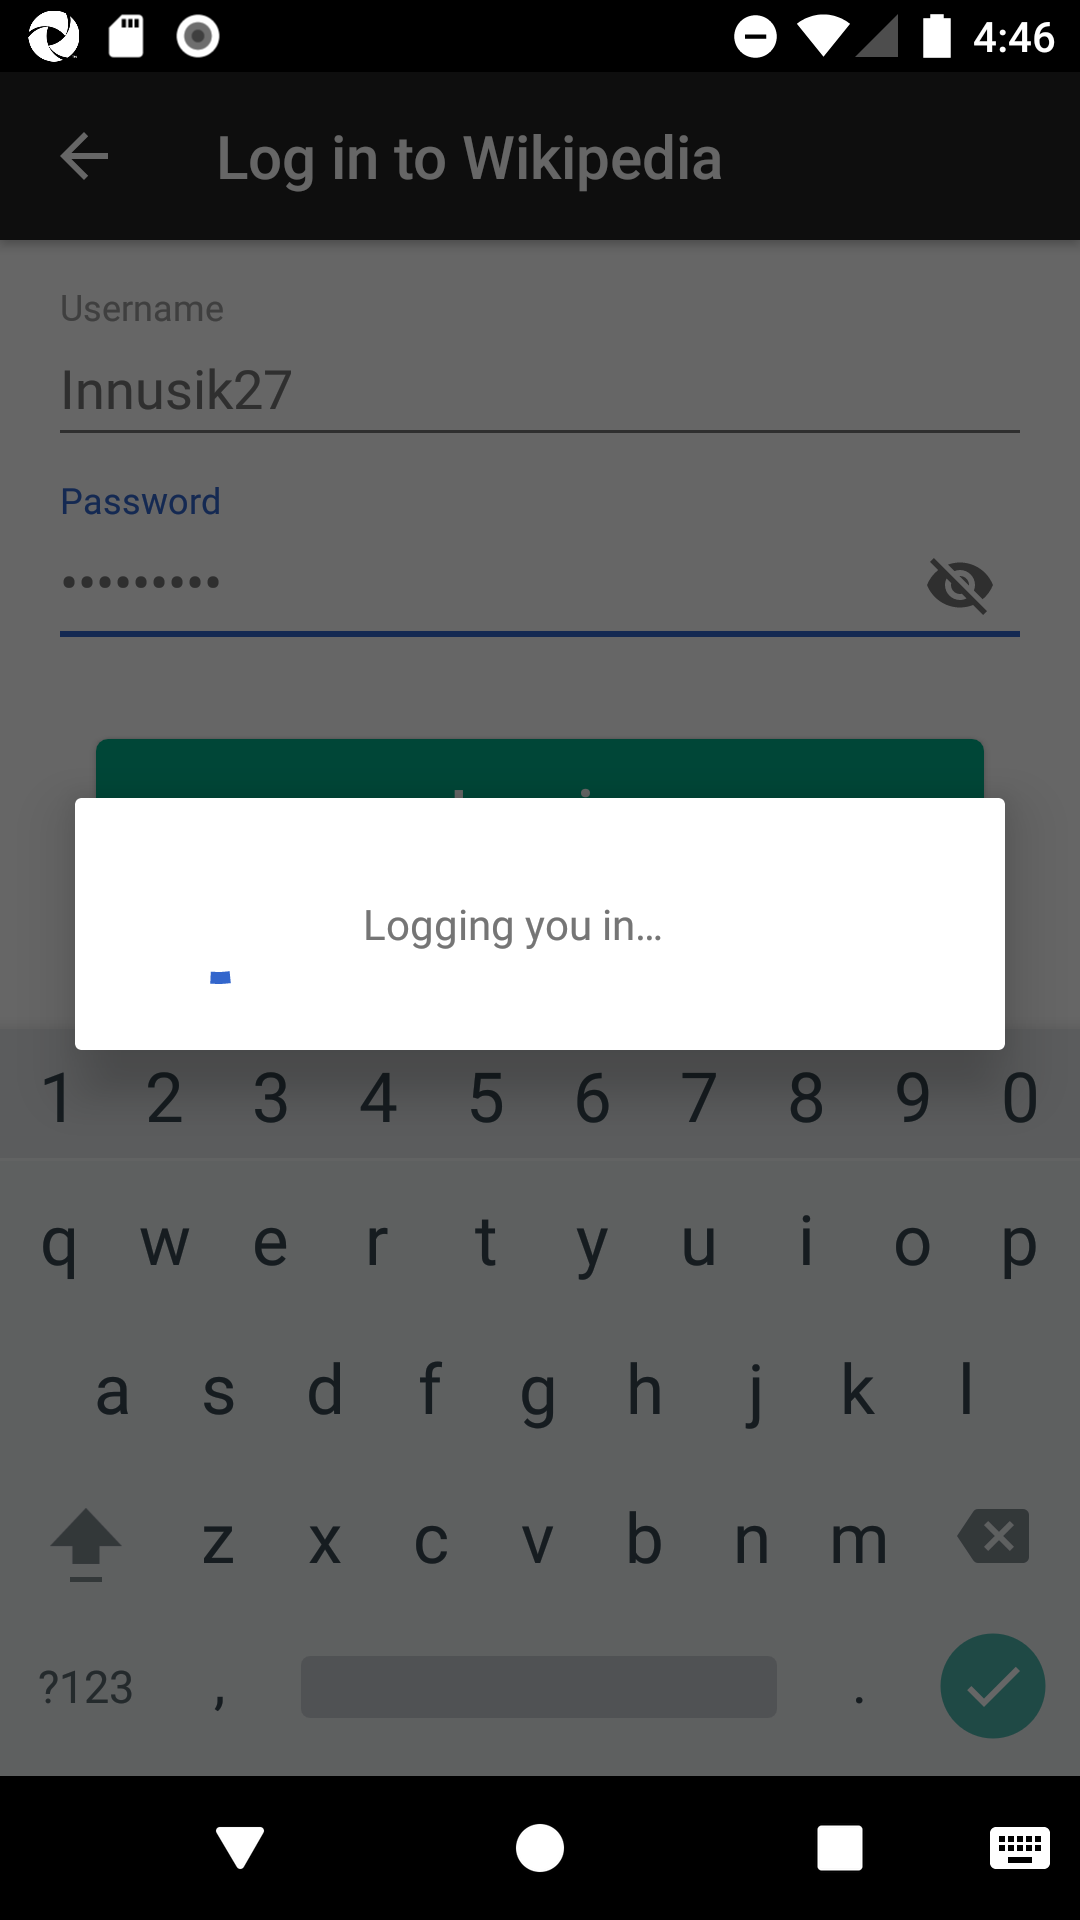 4:46
Log in to Wikipedia
Username
Innusik27
Password
•••••••••
Logging you in...
1 2 3 4 5 6 7 8 9 0
q w e r t y u i o p
a s d f g h j k l
z x c v b n m
?123 , .